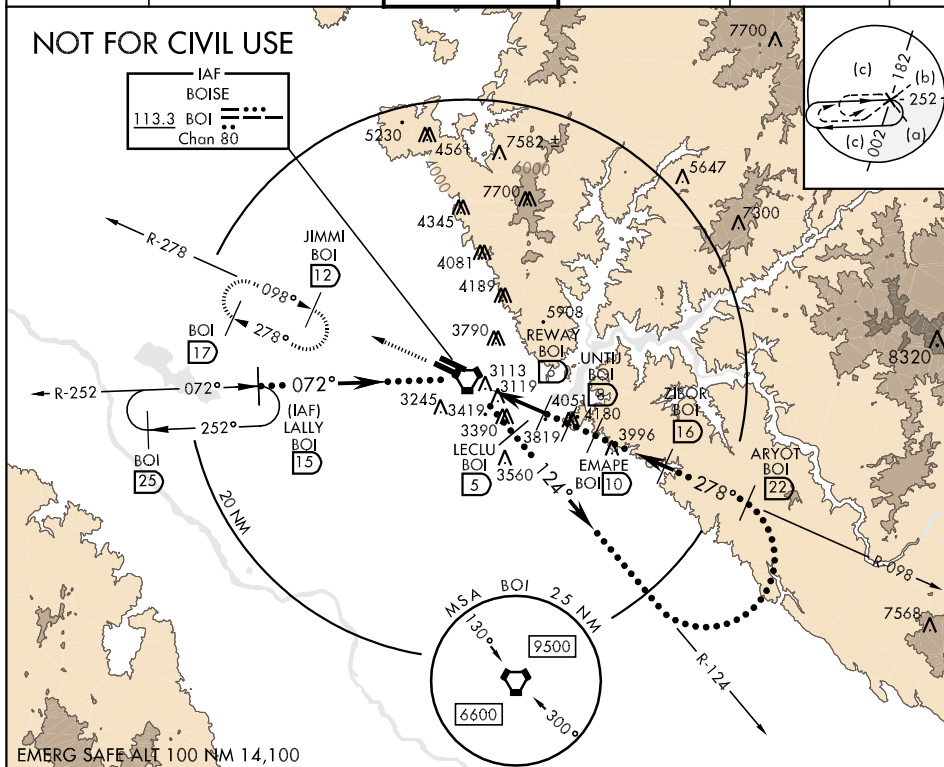 NOT FOR CIVIL USE
IAF
BOISE
113.3 BOI
Chan 80
7700
182
(c)
(b)
252
(a)
(c)
002
5230
4561
7582 ±
4000
6000
7700
5647
4345
7300
R-278
JIMMI
BOI
12
098°
278°
BOI
17
4081
4189
5908
3790
REWAY
BOI
UNTIJ
BOI
8
8320
R-252
072°
072°
252°
(IAF)
LALLY
BOI
15
BOI
25
3113
3119
3245
3419
3390
4051
4180
3819
3996
ZIBOR
BOI
16
LECLU
BOI
5
3560
EMAPE
BOI
10
ARYOT
BOI
22
124°
278°
20 NM
R-098
MSA BOI 25 NM
130°
9500
6600
300°
R-124
7568
EMERG SAFE ALT 100 NM 14,100